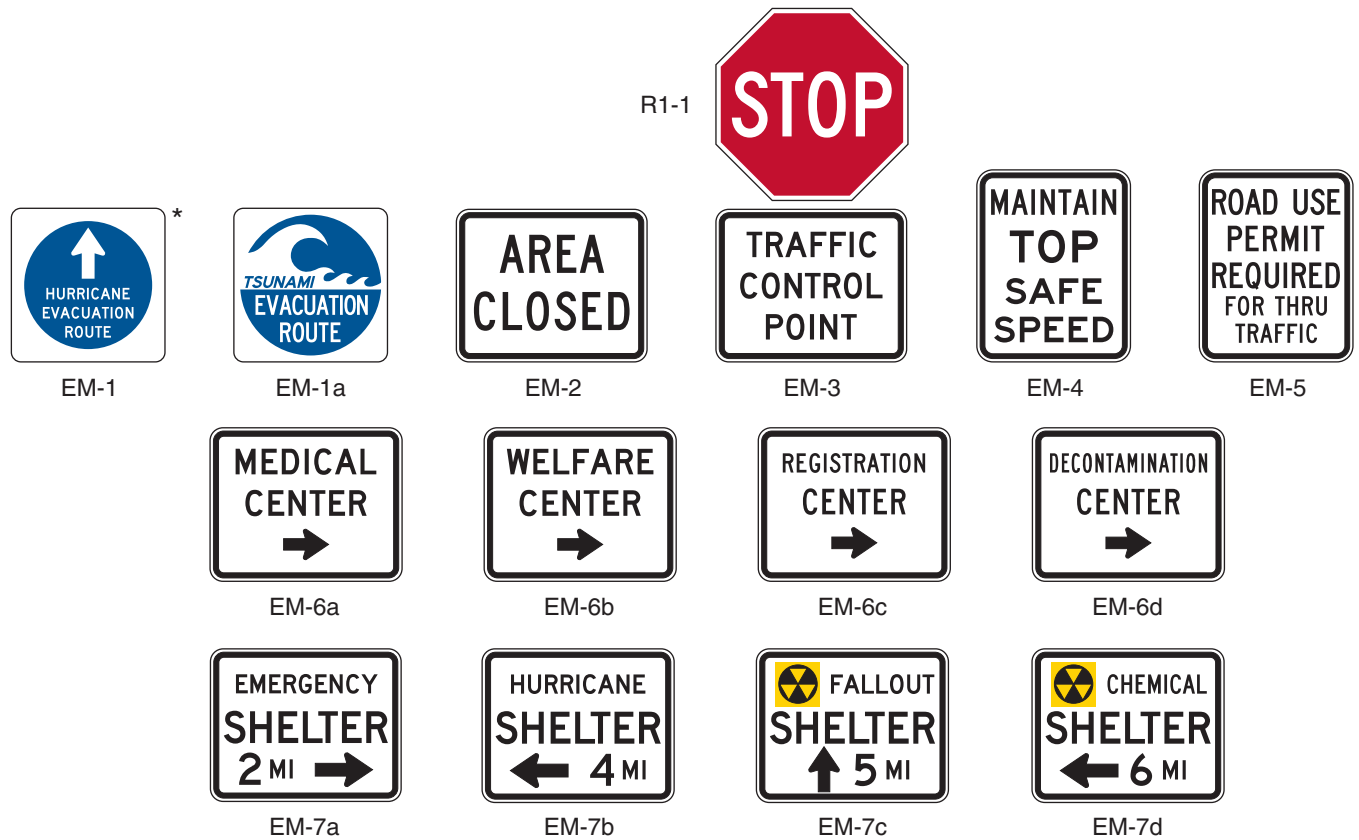 R1-1
STOP
*
HURRICANE
EVACUATION
ROUTE
EM-1
TSUNAMI
EVACUATION
ROUTE
EM-1a
AREA
CLOSED
EM-2
TRAFFIC
CONTROL
POINT
EM-3
MAINTAIN
TOP
SAFE
SPEED
EM-4
ROAD USE
PERMIT
REQUIRED
FOR THRU
TRAFFIC
EM-5
MEDICAL
CENTER
EM-6a
WELFARE
CENTER
EM-6b
REGISTRATION
CENTER
EM-6c
DECONTAMINATION
CENTER
EM-6d
EMERGENCY
SHELTER
2 MI
EM-7a
HURRICANE
SHELTER
4 MI
EM-7b
FALLOUT
SHELTER
5 MI
EM-7c
CHEMICAL
SHELTER
6 MI
EM-7d